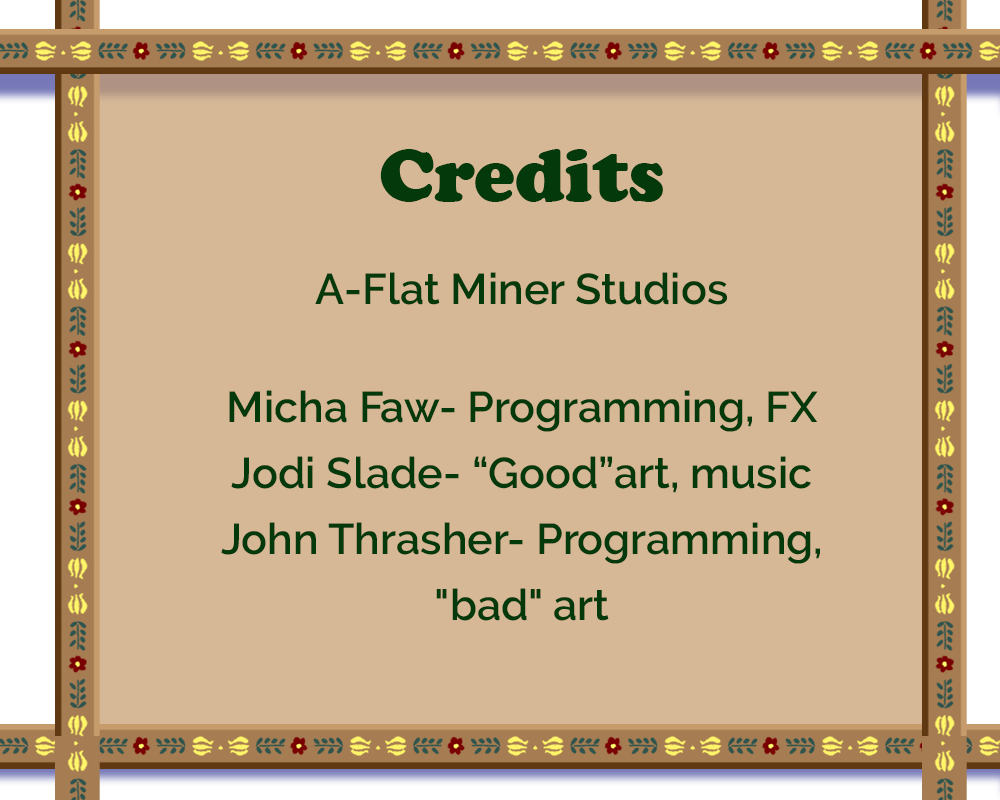 Credits
A-Flat Miner Studios
Micha Faw- Programming, FX
Jodi Slade- “Good”art, music
John Thrasher- Programming,
"bad" art